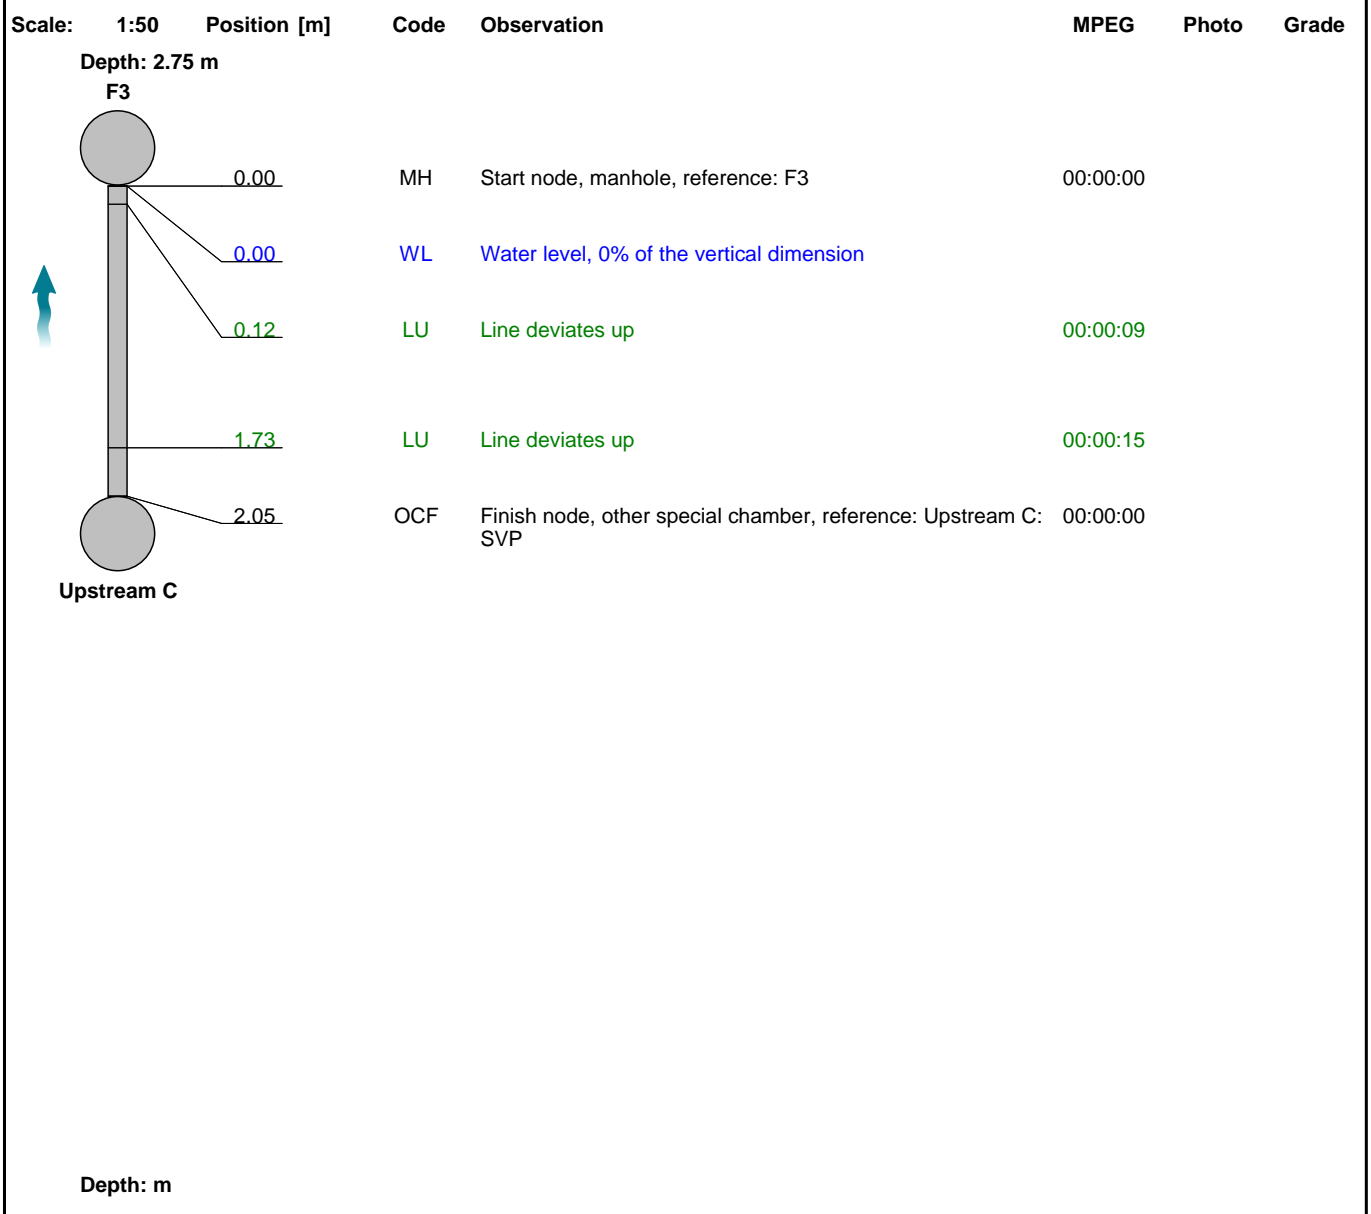 Scale: 1:50 Position [m] Code Observation MPEG Photo Grade
Depth: 2.75 m
F3
0.00 MH Start node, manhole, reference: F3 00:00:00
0.00 WL Water level, 0% of the vertical dimension
0.12 LU Line deviates up 00:00:09
1.73 LU Line deviates up 00:00:15
2.05 OCF Finish node, other special chamber, reference: Upstream C: 00:00:00
SVP
Upstream C
Depth: m